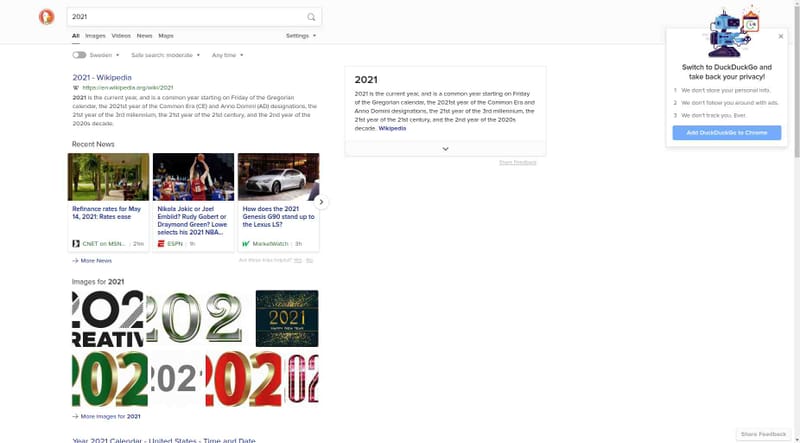 2021
All Images Videos News Maps Settings
Sweden Safe search: moderate Any time
2021 - Wikipedia
https://en.wikipedia.org/wiki/2021
2021 is the current year, and is a common year starting on Friday of the Gregorian
calendar, the 2021st year of the Common Era (CE) and Anno Domini (AD) designations, the
21st year of the 3rd millennium, the 21st year of the 21st century, and the 2nd year of the
2020s decade.
Recent News
Refinance rates for May
14, 2021: Rates ease
CNET on MSN... 21m
Nikola Jokic or Joel
Embiid? Rudy Gobert or
Draymond Green? Lowe
selects his 2021 NBA...
ESPN 1h
How does the 2021
Genesis G90 stand up to
the Lexus LS?
MarketWatch 3h
More News
Are these links helpful? Yes No
Images for 2021
202
REATIV
202
2021
HAPPY NEW YEAR
202
202
202
02
More Images for 2021
Year 2021 Calendar - United States - Time and Date
2021
2021 is the current year, and is a common year starting on Friday
of the Gregorian calendar, the 2021st year of the Common Era and
Anno Domini designations, the 21st year of the 3rd millennium, the
21st year of the 21st century, and the 2nd year of the 2020s
decade. Wikipedia
Share Feedback
Switch to DuckDuckGo and
take back your privacy!
1 We don't store your personal info.
2 We don't follow you around with ads.
3 We don't track you. Ever.
Add DuckDuckGo to Chrome
Share Feedback